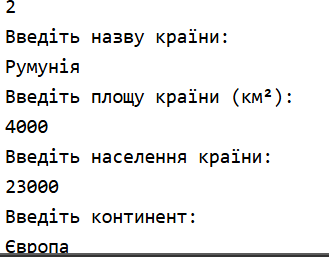 2
Введіть назву країни:
Румунія
Введіть площу країни (км²):
4000
Введіть населення країни:
23000
Введіть континент:
Європа